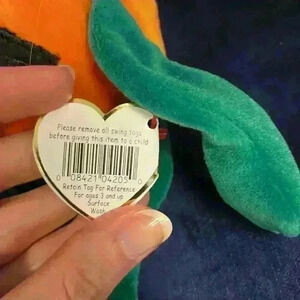 Please remove all swing tags
before giving this item to a child
0 08421 04205 0
Retain Tag For Reference
For ages 3 and up
Surface
Wash